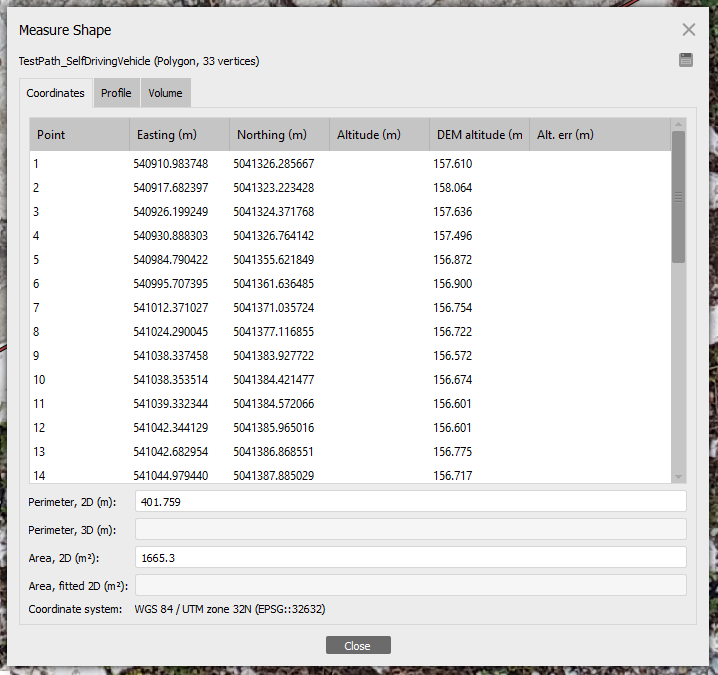 Measure Shape
TestPath_SelfDrivingVehicle (Polygon, 33 vertices)
Coordinates Profile Volume
Point Easting (m) Northing (m) Altitude (m) DEM altitude (m Alt. err (m)
1 540910.983748 5041326.285667 157.610
2 540917.682397 5041323.223428 158.064
3 540926.199249 5041324.371768 157.636
4 540930.888303 5041326.764142 157.496
5 540984.790422 5041355.621849 156.872
6 540995.707395 5041361.636485 156.900
7 541012.371027 5041371.035724 156.754
8 541024.290045 5041377.116855 156.722
9 541038.337458 5041383.927722 156.572
10 541038.353514 5041384.421477 156.674
11 541039.332344 5041384.572066 156.601
12 541042.344129 5041385.965016 156.601
13 541042.682954 5041386.868551 156.775
14 541044.979440 5041387.885029 156.717
Perimeter, 2D (m): 401.759
Perimeter, 3D (m):
Area, 2D (m²): 1665.3
Area, fitted 2D (m²):
Coordinate system: WGS 84 / UTM zone 32N (EPSG::32632)
Close